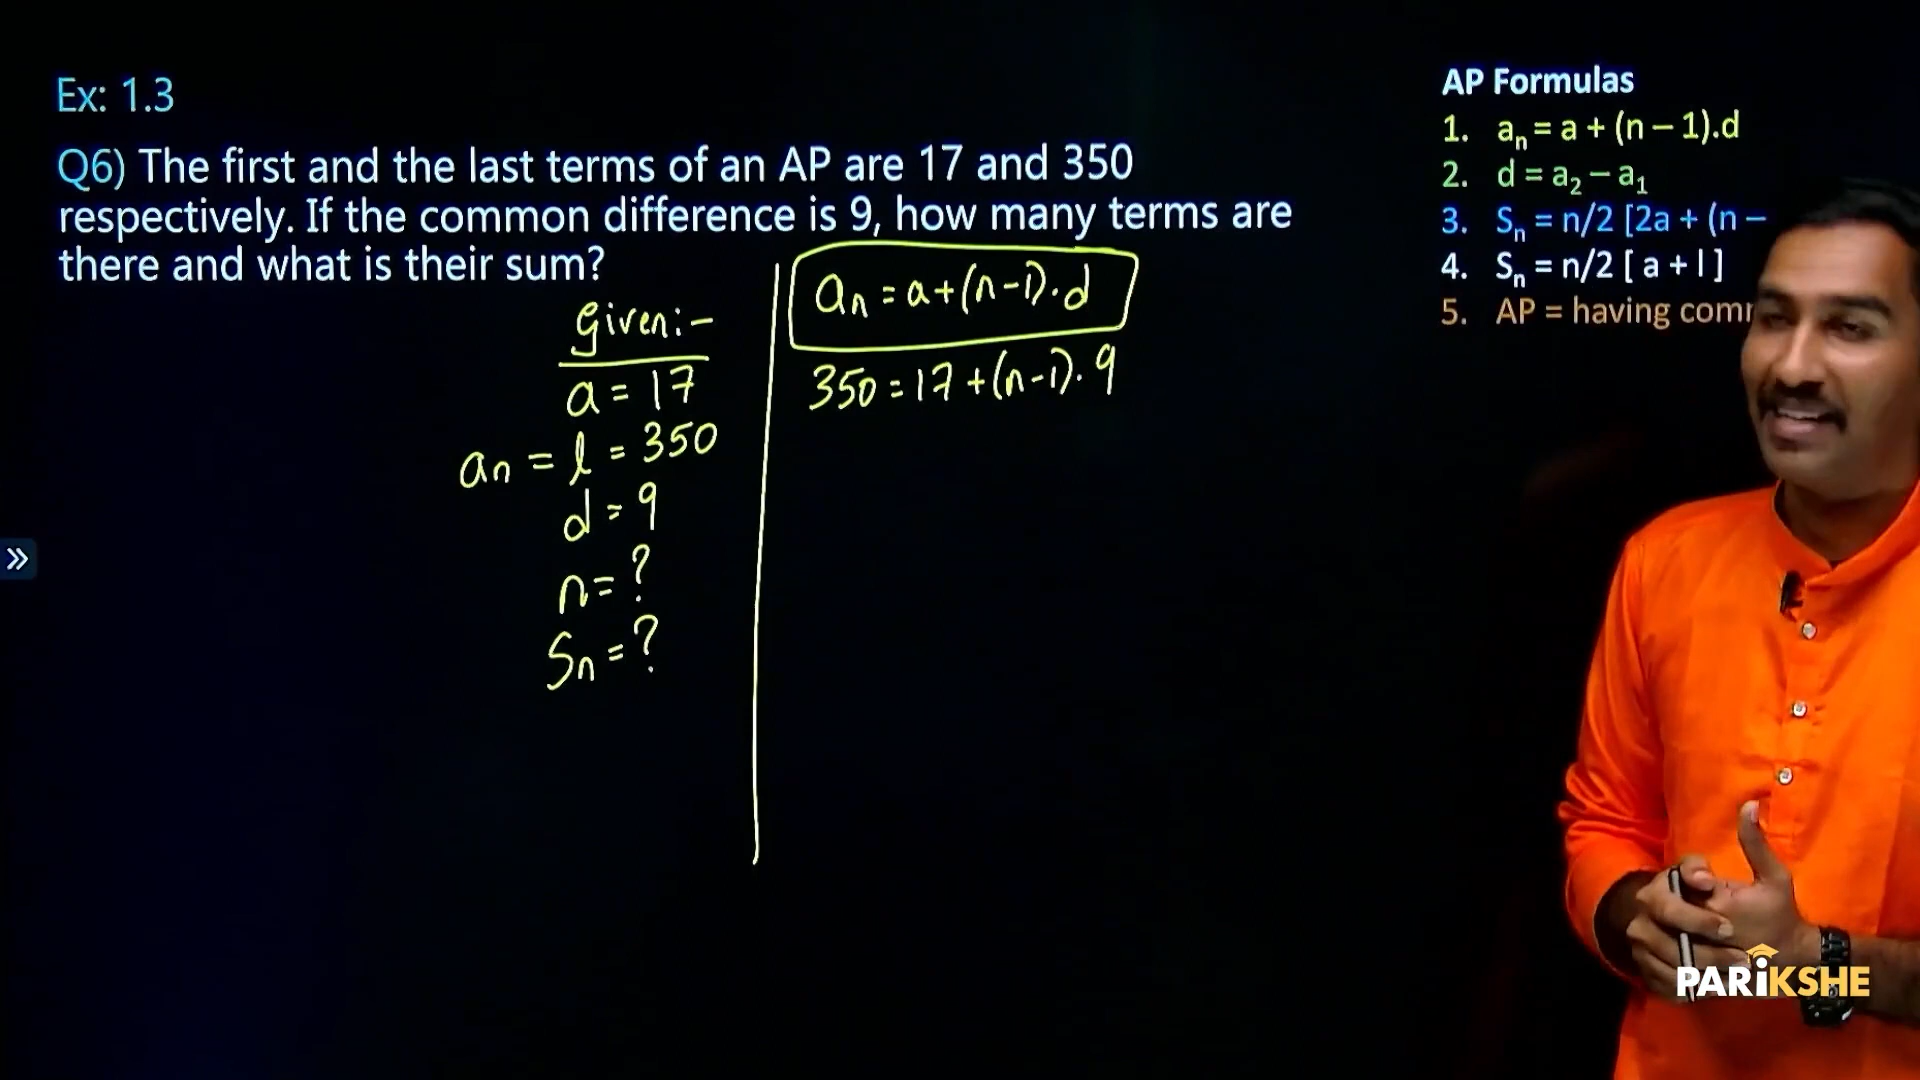 Ex: 1.3
Q6) The first and the last terms of an AP are 17 and 350
respectively. If the common difference is 9, how many terms are
there and what is their sum?
Given:-
a = 17
an = l = 350
d = 9
n = ?
Sn = ?
an = a+(n-1).d
350 = 17 +(n-1). 9
AP Formulas
1. aₙ = a + (n – 1).d
2. d = a₂ – a₁
3. Sₙ = n/2 [2a + (n –
4. Sₙ = n/2 [ a + l ]
5. AP = having
PARiKSHE